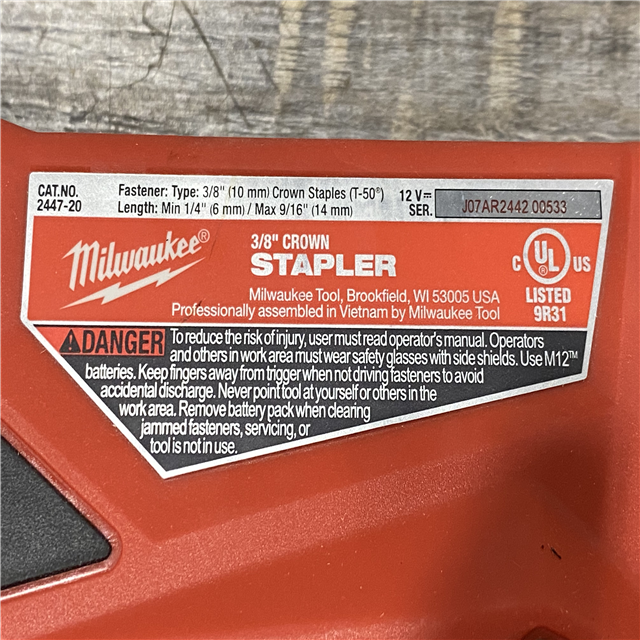 CAT.NO.
2447-20
Fastener: Type: 3/8" (10 mm) Crown Staples (T-50®)
Length: Min 1/4" (6 mm) / Max 9/16" (14 mm)
12 V⎓
SER. J07AR2442 00533
Milwaukee®
3/8" CROWN
STAPLER
Milwaukee Tool, Brookfield, WI 53005 USA
Professionally assembled in Vietnam by Milwaukee Tool
C UL® US
LISTED
9R31
⚠DANGER To reduce the risk of injury, user must read operator's manual. Operators
and others in work area must wear safety glasses with side shields. Use M12™
batteries. Keep fingers away from trigger when not driving fasteners to avoid
accidental discharge. Never point tool at yourself or others in the
work area. Remove battery pack when clearing
jammed fasteners, servicing, or
tool is not in use.